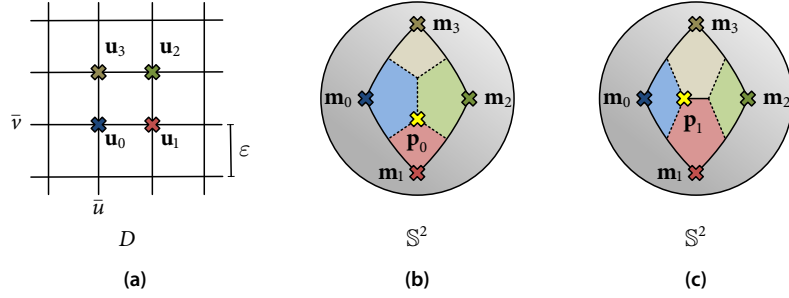 u₃ u₂
v̄ u₀ u₁ ε
ū
D
(a)
m₃
m₀ m₂
p₀
m₁
𝕊²
(b)
m₃
m₀ m₂
p₁
m₁
𝕊²
(c)